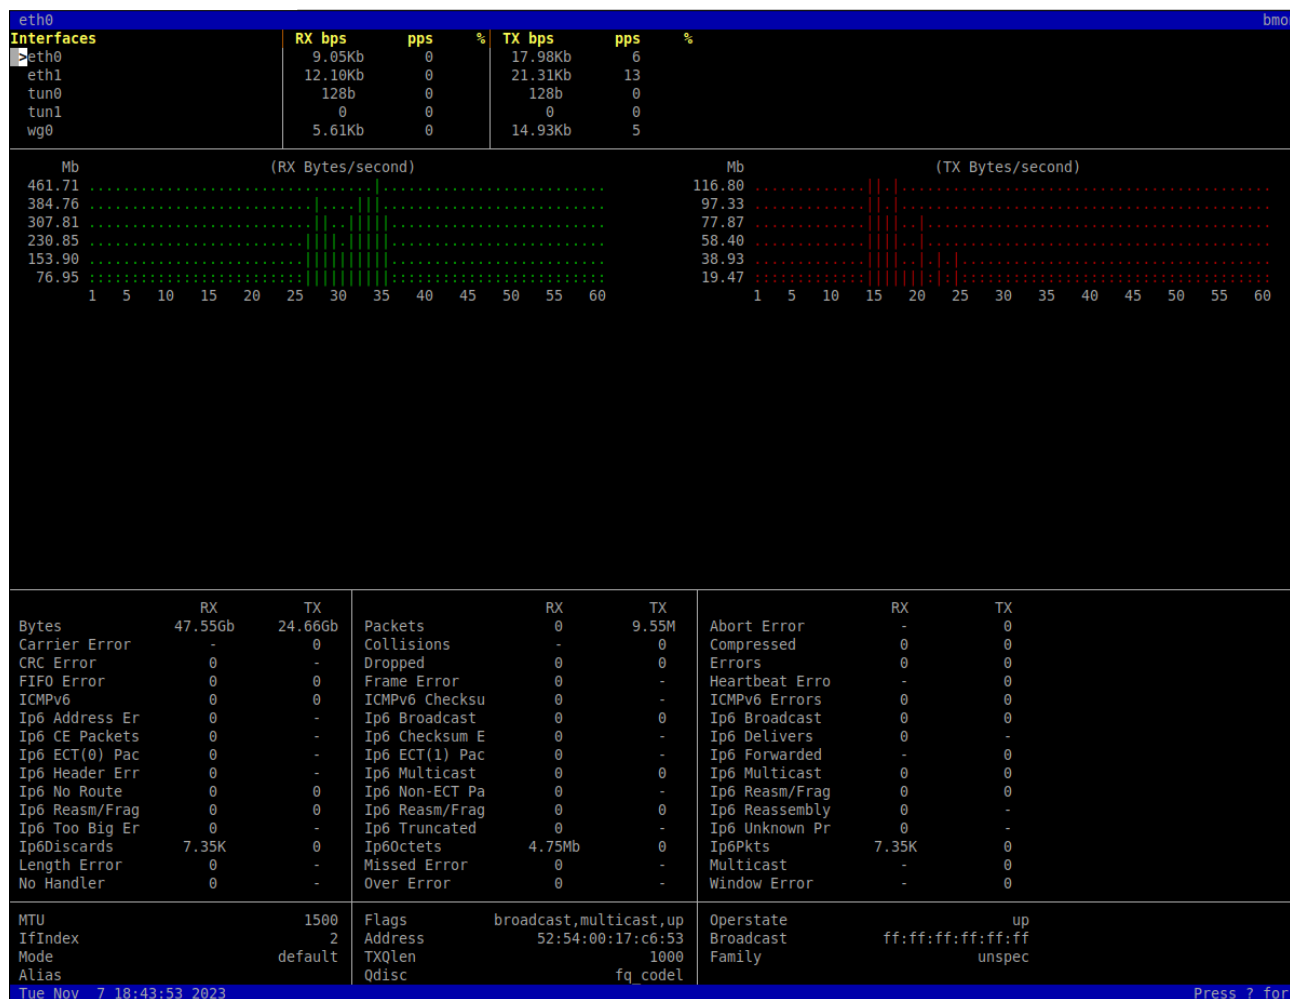 eth0 bmo
Interfaces RX bps pps % TX bps pps %
>eth0 9.05Kb 0 17.98Kb 6
eth1 12.10Kb 0 21.31Kb 13
tun0 128b 0 128b 0
tun1 0 0 0 0
wg0 5.61Kb 0 14.93Kb 5
Mb (RX Bytes/second) Mb (TX Bytes/second)
461.71 116.80
384.76 97.33
307.81 77.87
230.85 58.40
153.90 38.93
76.95 19.47
1 5 10 15 20 25 30 35 40 45 50 55 60 1 5 10 15 20 25 30 35 40 45 50 55 60
RX TX RX TX RX TX
Bytes 47.55Gb 24.66Gb Packets 0 9.55M Abort Error - 0
Carrier Error - 0 Collisions - 0 Compressed 0 0
CRC Error 0 - Dropped 0 0 Errors 0 0
FIFO Error 0 0 Frame Error 0 - Heartbeat Erro - 0
ICMPv6 0 0 ICMPv6 Checksu 0 - ICMPv6 Errors 0 0
Ip6 Address Er 0 - Ip6 Broadcast 0 0 Ip6 Broadcast 0 0
Ip6 CE Packets 0 - Ip6 Checksum E 0 - Ip6 Delivers 0 -
Ip6 ECT(0) Pac 0 - Ip6 ECT(1) Pac 0 - Ip6 Forwarded - 0
Ip6 Header Err 0 - Ip6 Multicast 0 0 Ip6 Multicast 0 0
Ip6 No Route 0 0 Ip6 Non-ECT Pa 0 - Ip6 Reasm/Frag 0 0
Ip6 Reasm/Frag 0 0 Ip6 Reasm/Frag 0 0 Ip6 Reassembly 0 -
Ip6 Too Big Er 0 - Ip6 Truncated 0 - Ip6 Unknown Pr 0 -
Ip6Discards 7.35K 0 Ip6Octets 4.75Mb 0 Ip6Pkts 7.35K 0
Length Error 0 - Missed Error 0 - Multicast - 0
No Handler 0 - Over Error 0 - Window Error - 0
MTU 1500 Flags broadcast,multicast,up Operstate up
IfIndex 2 Address 52:54:00:17:c6:53 Broadcast ff:ff:ff:ff:ff:ff
Mode default TXQlen 1000 Family unspec
Alias Qdisc fq_codel
Tue Nov  7 18:43:53 2023 Press ? for